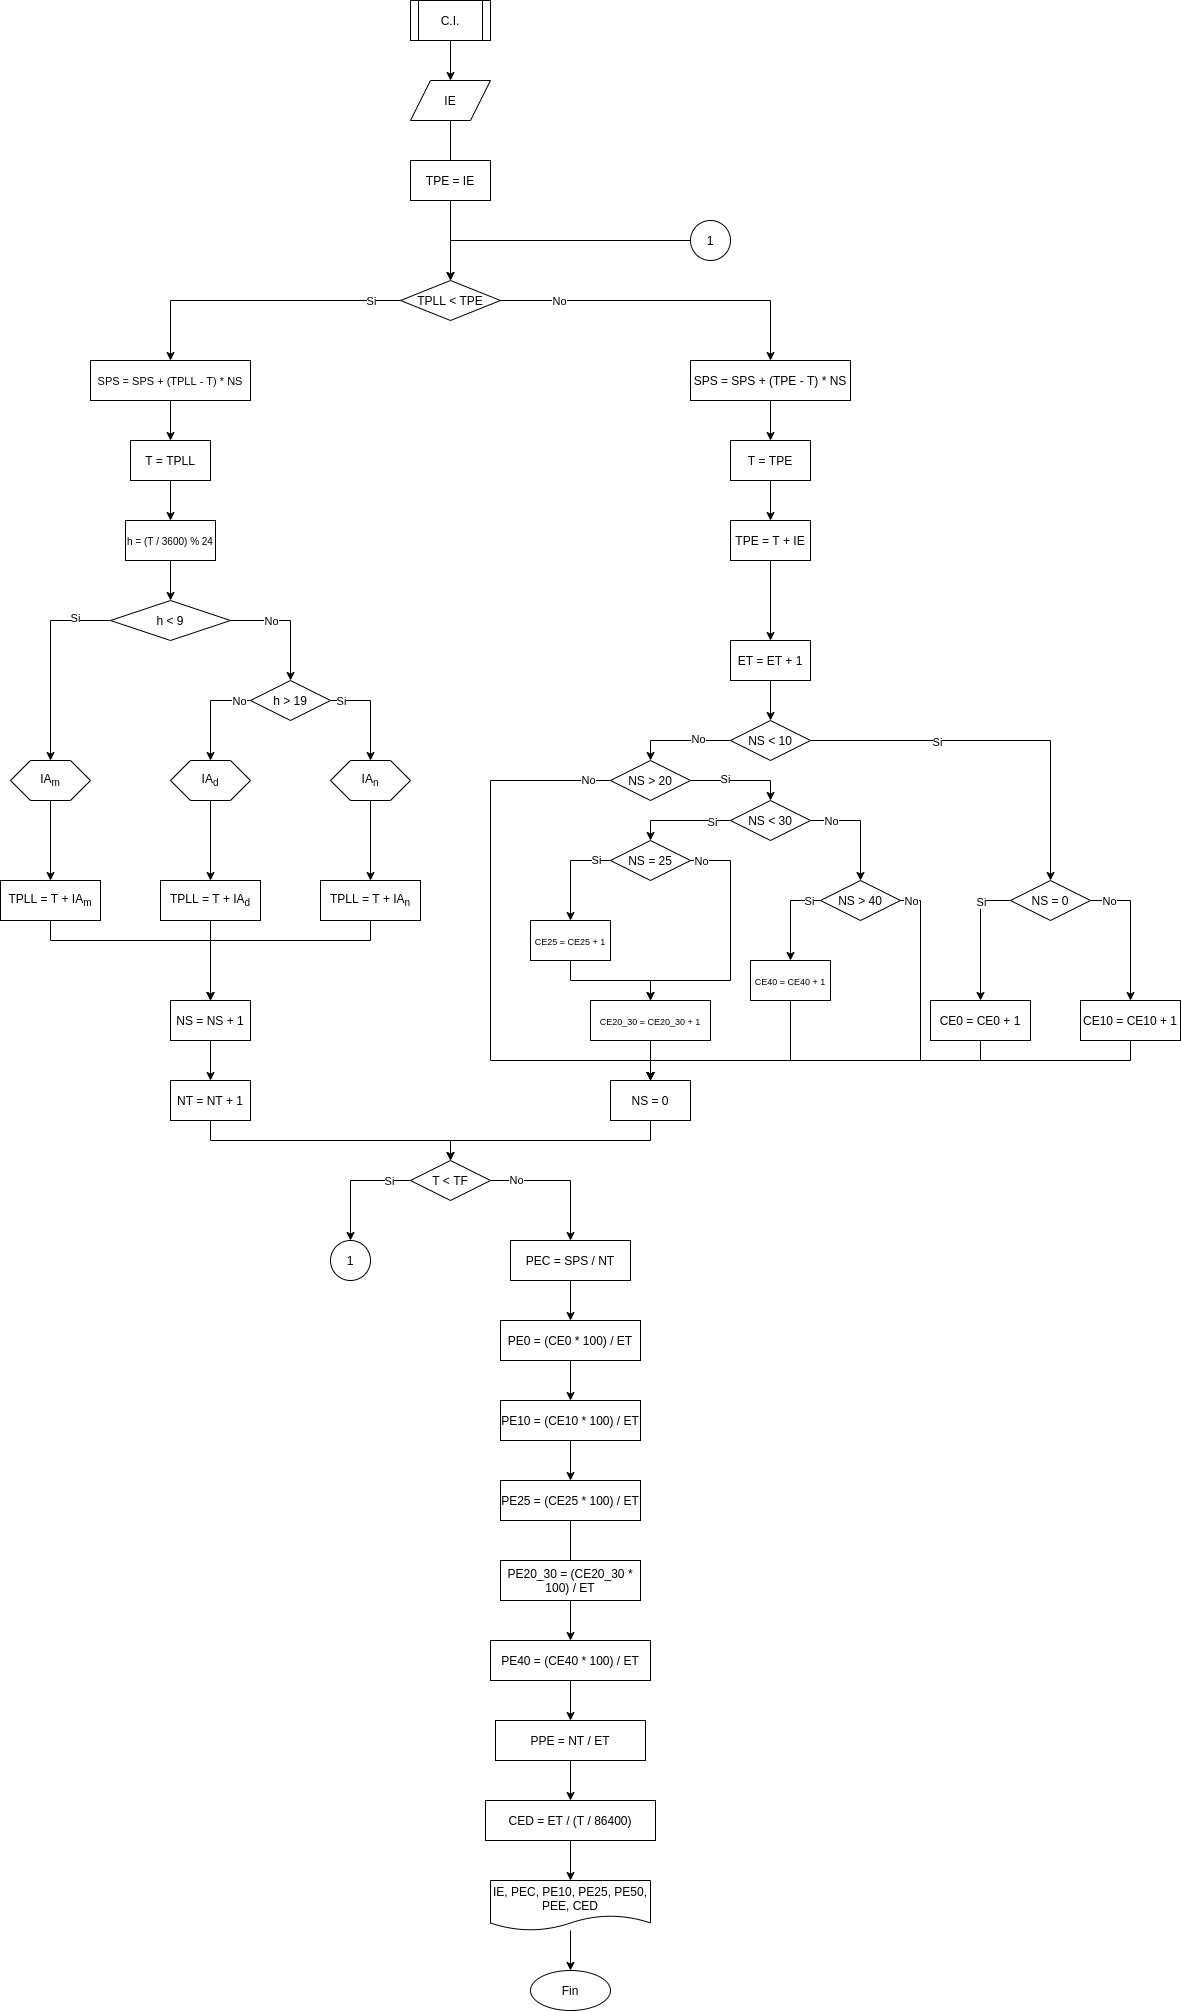 C.I.
IE
TPE = IE
1
TPLL < TPE
Si
No
SPS = SPS + (TPLL - T) * NS
SPS = SPS + (TPE - T) * NS
T = TPLL
T = TPE
h = (T / 3600) % 24
TPE = T + IE
h < 9
Si
No
ET = ET + 1
h > 19
No
Si
NS < 10
No
Si
IAm
IAd
IAn
NS > 20
No
Si
NS < 30
Si
No
NS = 25
Si
No
TPLL = T + IAm
TPLL = T + IAd
TPLL = T + IAn
NS > 40
Si
No
NS = 0
Si
No
CE25 = CE25 + 1
CE40 = CE40 + 1
NS = NS + 1
CE20_30 = CE20_30 + 1
CE0 = CE0 + 1
CE10 = CE10 + 1
NT = NT + 1
NS = 0
T < TF
Si
No
1
PEC = SPS / NT
PE0 = (CE0 * 100) / ET
PE10 = (CE10 * 100) / ET
PE25 = (CE25 * 100) / ET
PE20_30 = (CE20_30 *
100) / ET
PE40 = (CE40 * 100) / ET
PPE = NT / ET
CED = ET / (T / 86400)
IE, PEC, PE10, PE25, PE50,
PEE, CED
Fin